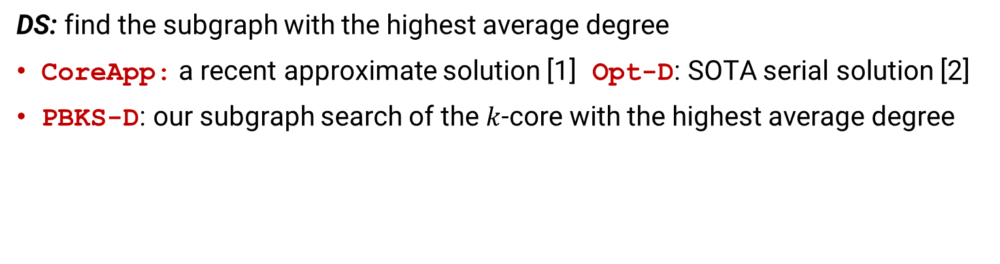 DS: find the subgraph with the highest average degree
• CoreApp: a recent approximate solution [1] Opt-D: SOTA serial solution [2]
• PBKS-D: our subgraph search of the k-core with the highest average degree